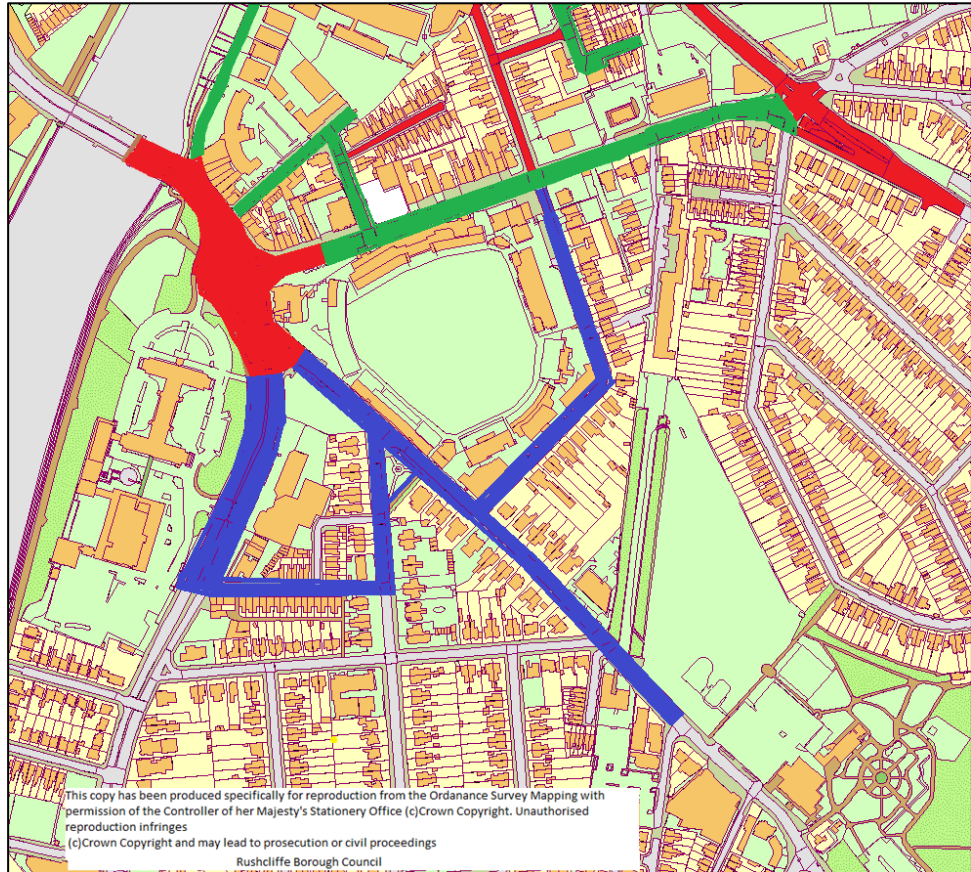 This copy has been produced specifically for reproduction from the Ordanance Survey Mapping with
permission of the Controller of her Majesty's Stationery Office (c)Crown Copyright. Unauthorised
reproduction infringes
(c)Crown Copyright and may lead to prosecution or civil proceedings
Rushcliffe Borough Council